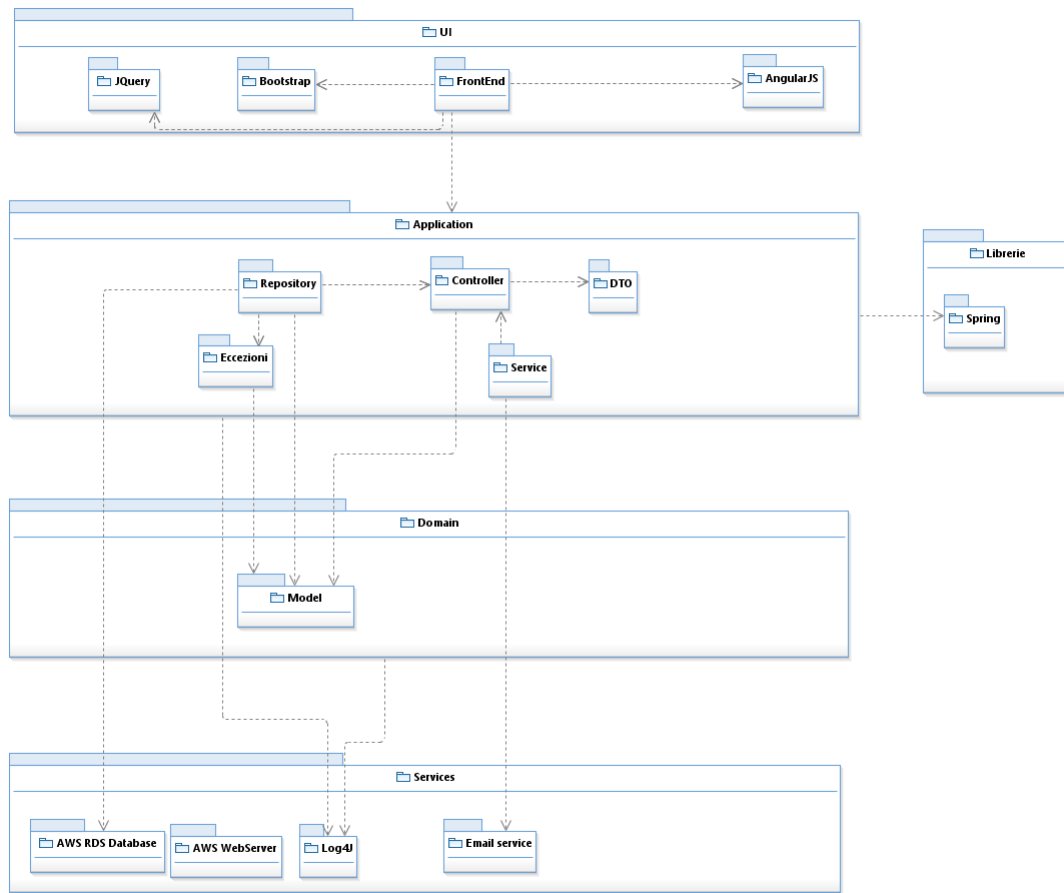 UI
JQuery
Bootstrap
FrontEnd
AngularJS
Application
Repository
Controller
DTO
Eccezioni
Service
Librerie
Spring
Domain
Model
Services
AWS RDS Database
AWS WebServer
Log4J
Email service